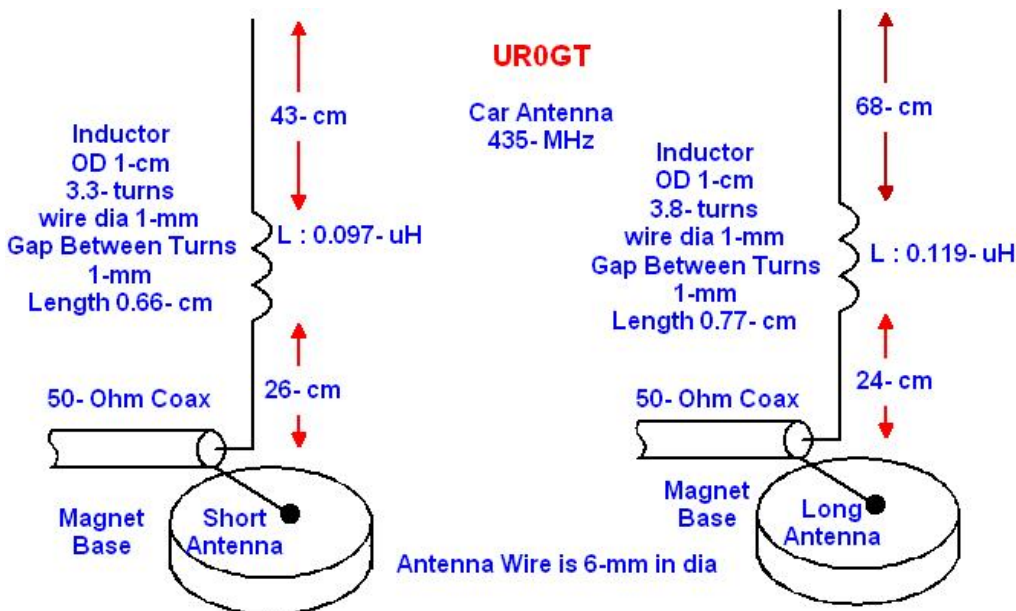 UR0GT
Car Antenna
435- MHz
43- cm
Inductor
OD 1-cm
3.3- turns
wire dia 1-mm
Gap Between Turns
1-mm
Length 0.66- cm
L : 0.097- uH
26- cm
50- Ohm Coax
Magnet
Base
Short
Antenna
68- cm
Inductor
OD 1-cm
3.8- turns
wire dia 1-mm
Gap Between Turns
1-mm
Length 0.77- cm
L : 0.119- uH
24- cm
50- Ohm Coax
Magnet
Base
Long
Antenna
Antenna Wire is 6-mm in dia